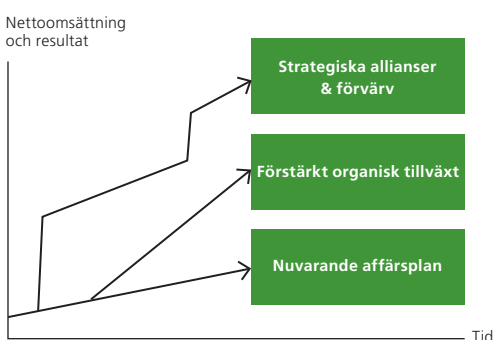 Nettoomsättning
och resultat
Strategiska allianser
& förvärv
Förstärkt organisk tillväxt
Nuvarande affärsplan
Tid